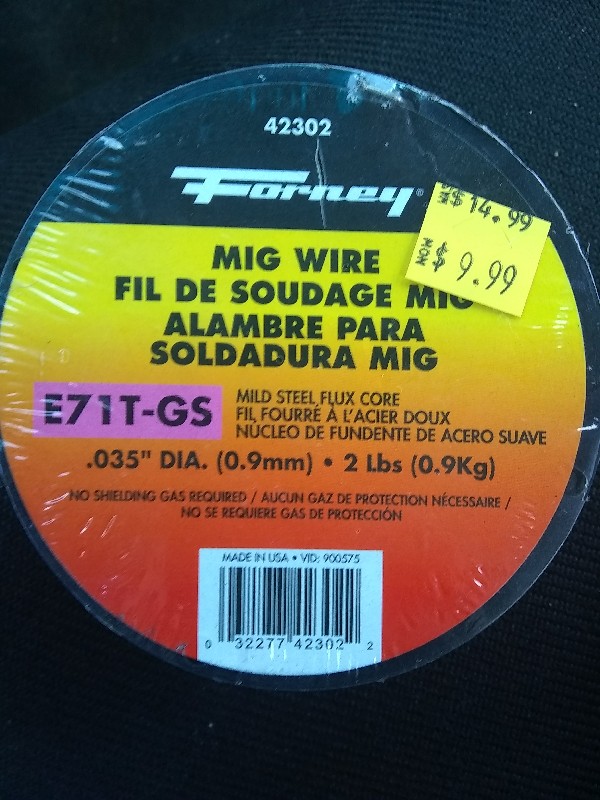 42302
Forney®
$14.99
NOW
$9.99
MIG WIRE
FIL DE SOUDAGE MIG
ALAMBRE PARA
SOLDADURA MIG
E71T-GS
MILD STEEL FLUX CORE
FIL FOURRÉ À L'ACIER DOUX
NÚCLEO DE FUNDENTE DE ACERO SUAVE
.035" DIA. (0.9mm) • 2 Lbs (0.9Kg)
NO SHIELDING GAS REQUIRED / AUCUN GAZ DE PROTECTION NÉCESSAIRE /
NO SE REQUIERE GAS DE PROTECCIÓN
MADE IN USA • VID: 900575
0 32277 42302 2